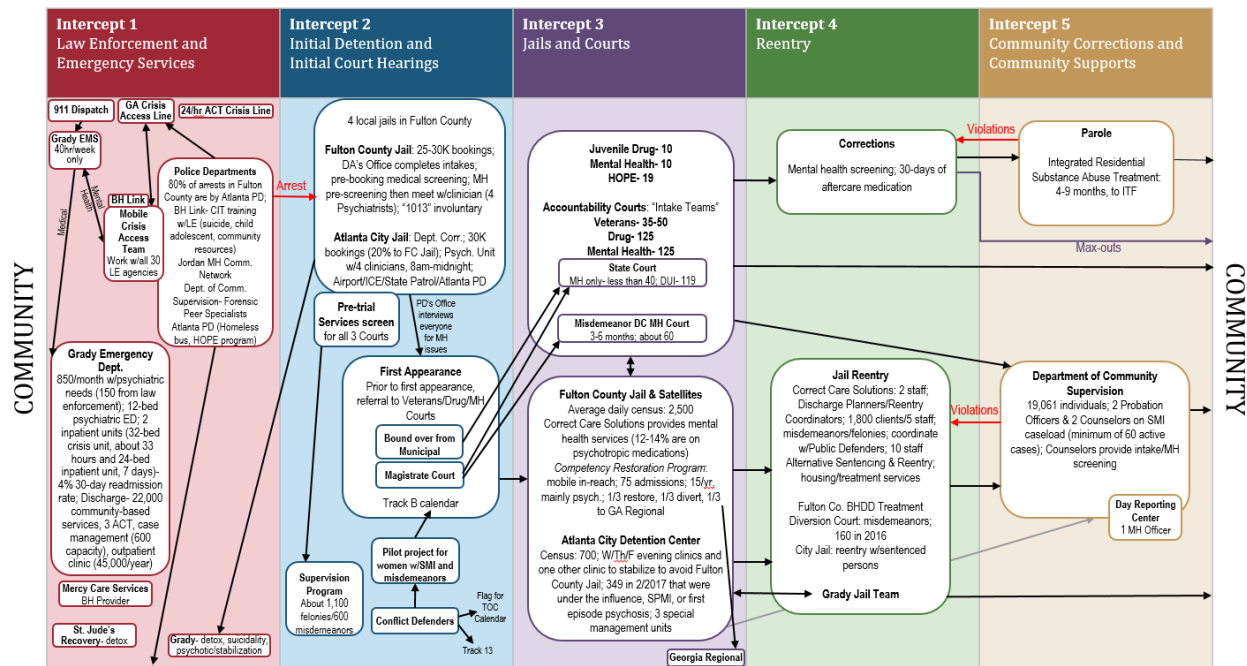 Intercept 1
Law Enforcement and
Emergency Services
Intercept 2
Initial Detention and
Initial Court Hearings
Intercept 3
Jails and Courts
Intercept 4
Reentry
Intercept 5
Community Corrections and
Community Supports
COMMUNITY
911 Dispatch
GA Crisis
Access Line
24/hr ACT Crisis Line
Grady EMS
40hr/week
only
Medical
Mental
Health
BH Link
Mobile
Crisis
Access
Team
Work w/all 30
LE agencies
Police Departments
80% of arrests in Fulton
County are by Atlanta PD;
BH Link- CIT training
w/LE (suicide, child
adolescent, community
resources)
Jordan MH Comm.
Network
Dept. of Comm.
Supervision- Forensic
Peer Specialists
Atlanta PD (Homeless
bus, HOPE program)
Grady Emergency
Dept.
850/month w/psychiatric
needs (150 from law
enforcement); 12-bed
psychiatric ED; 2
inpatient units (32-bed
crisis unit, about 33
hours and 24-bed
inpatient unit, 7 days)-
4% 30-day readmission
rate; Discharge- 22,000
community-based
services, 3 ACT, case
management (600
capacity), outpatient
clinic (45,000/year)
Mercy Care Services
BH Provider
St. Jude's
Recovery- detox
Grady- detox, suicidality,
psychotic/stabilization
Arrest
4 local jails in Fulton County
Fulton County Jail: 25-30K bookings;
DA's Office completes intakes;
pre-booking medical screening; MH
pre-screening then meet w/clinician (4
Psychiatrists); "1013" involuntary
Atlanta City Jail: Dept. Corr.; 30K
bookings (20% to FC Jail); Psych. Unit
w/4 clinicians, 8am-midnight;
Airport/ICE/State Patrol/Atlanta PD
Pre-trial
Services screen
for all 3 Courts
PD's Office
interviews
everyone
for MH
issues
First Appearance
Prior to first appearance,
referral to Veterans/Drug/MH
Courts
Bound over from
Municipal
Magistrate Court
Track B calendar
Pilot project for
women w/SMI and
misdemeanors
Supervision
Program
About 1,100
felonies/600
misdemeanors
Conflict Defenders
Flag for
TOC
Calendar
Track 13
Juvenile Drug- 10
Mental Health- 10
HOPE- 19
Accountability Courts: "Intake Teams"
Veterans- 35-50
Drug- 125
Mental Health- 125
State Court
MH only- less than 40; DUI- 119
Misdemeanor DC MH Court
3-6 months; about 60
Fulton County Jail & Satellites
Average daily census: 2,500
Correct Care Solutions provides mental
health services (12-14% are on
psychotropic medications)
Competency Restoration Program:
mobile in-reach; 75 admissions; 15/yr,
mainly psych.; 1/3 restore, 1/3 divert, 1/3
to GA Regional
Atlanta City Detention Center
Census: 700; W/Th/F evening clinics and
one other clinic to stabilize to avoid Fulton
County Jail; 349 in 2/2017 that were
under the influence, SPMI, or first
episode psychosis; 3 special
management units
Georgia Regional
Corrections
Mental health screening; 30-days of
aftercare medication
Jail Reentry
Correct Care Solutions: 2 staff;
Discharge Planners/Reentry
Coordinators; 1,800 clients/5 staff;
misdemeanors/felonies; coordinate
w/Public Defenders; 10 staff
Alternative Sentencing & Reentry;
housing/treatment services
Fulton Co. BHDD Treatment
Diversion Court: misdemeanors;
160 in 2016
City Jail: reentry w/sentenced
persons
Grady Jail Team
Violations
Parole
Integrated Residential
Substance Abuse Treatment:
4-9 months, to ITF
Max-outs
Violations
Department of Community
Supervision
19,061 individuals; 2 Probation
Officers & 2 Counselors on SMI
caseload (minimum of 60 active
cases); Counselors provide intake/MH
screening
Day Reporting
Center
1 MH Officer
COMMUNITY